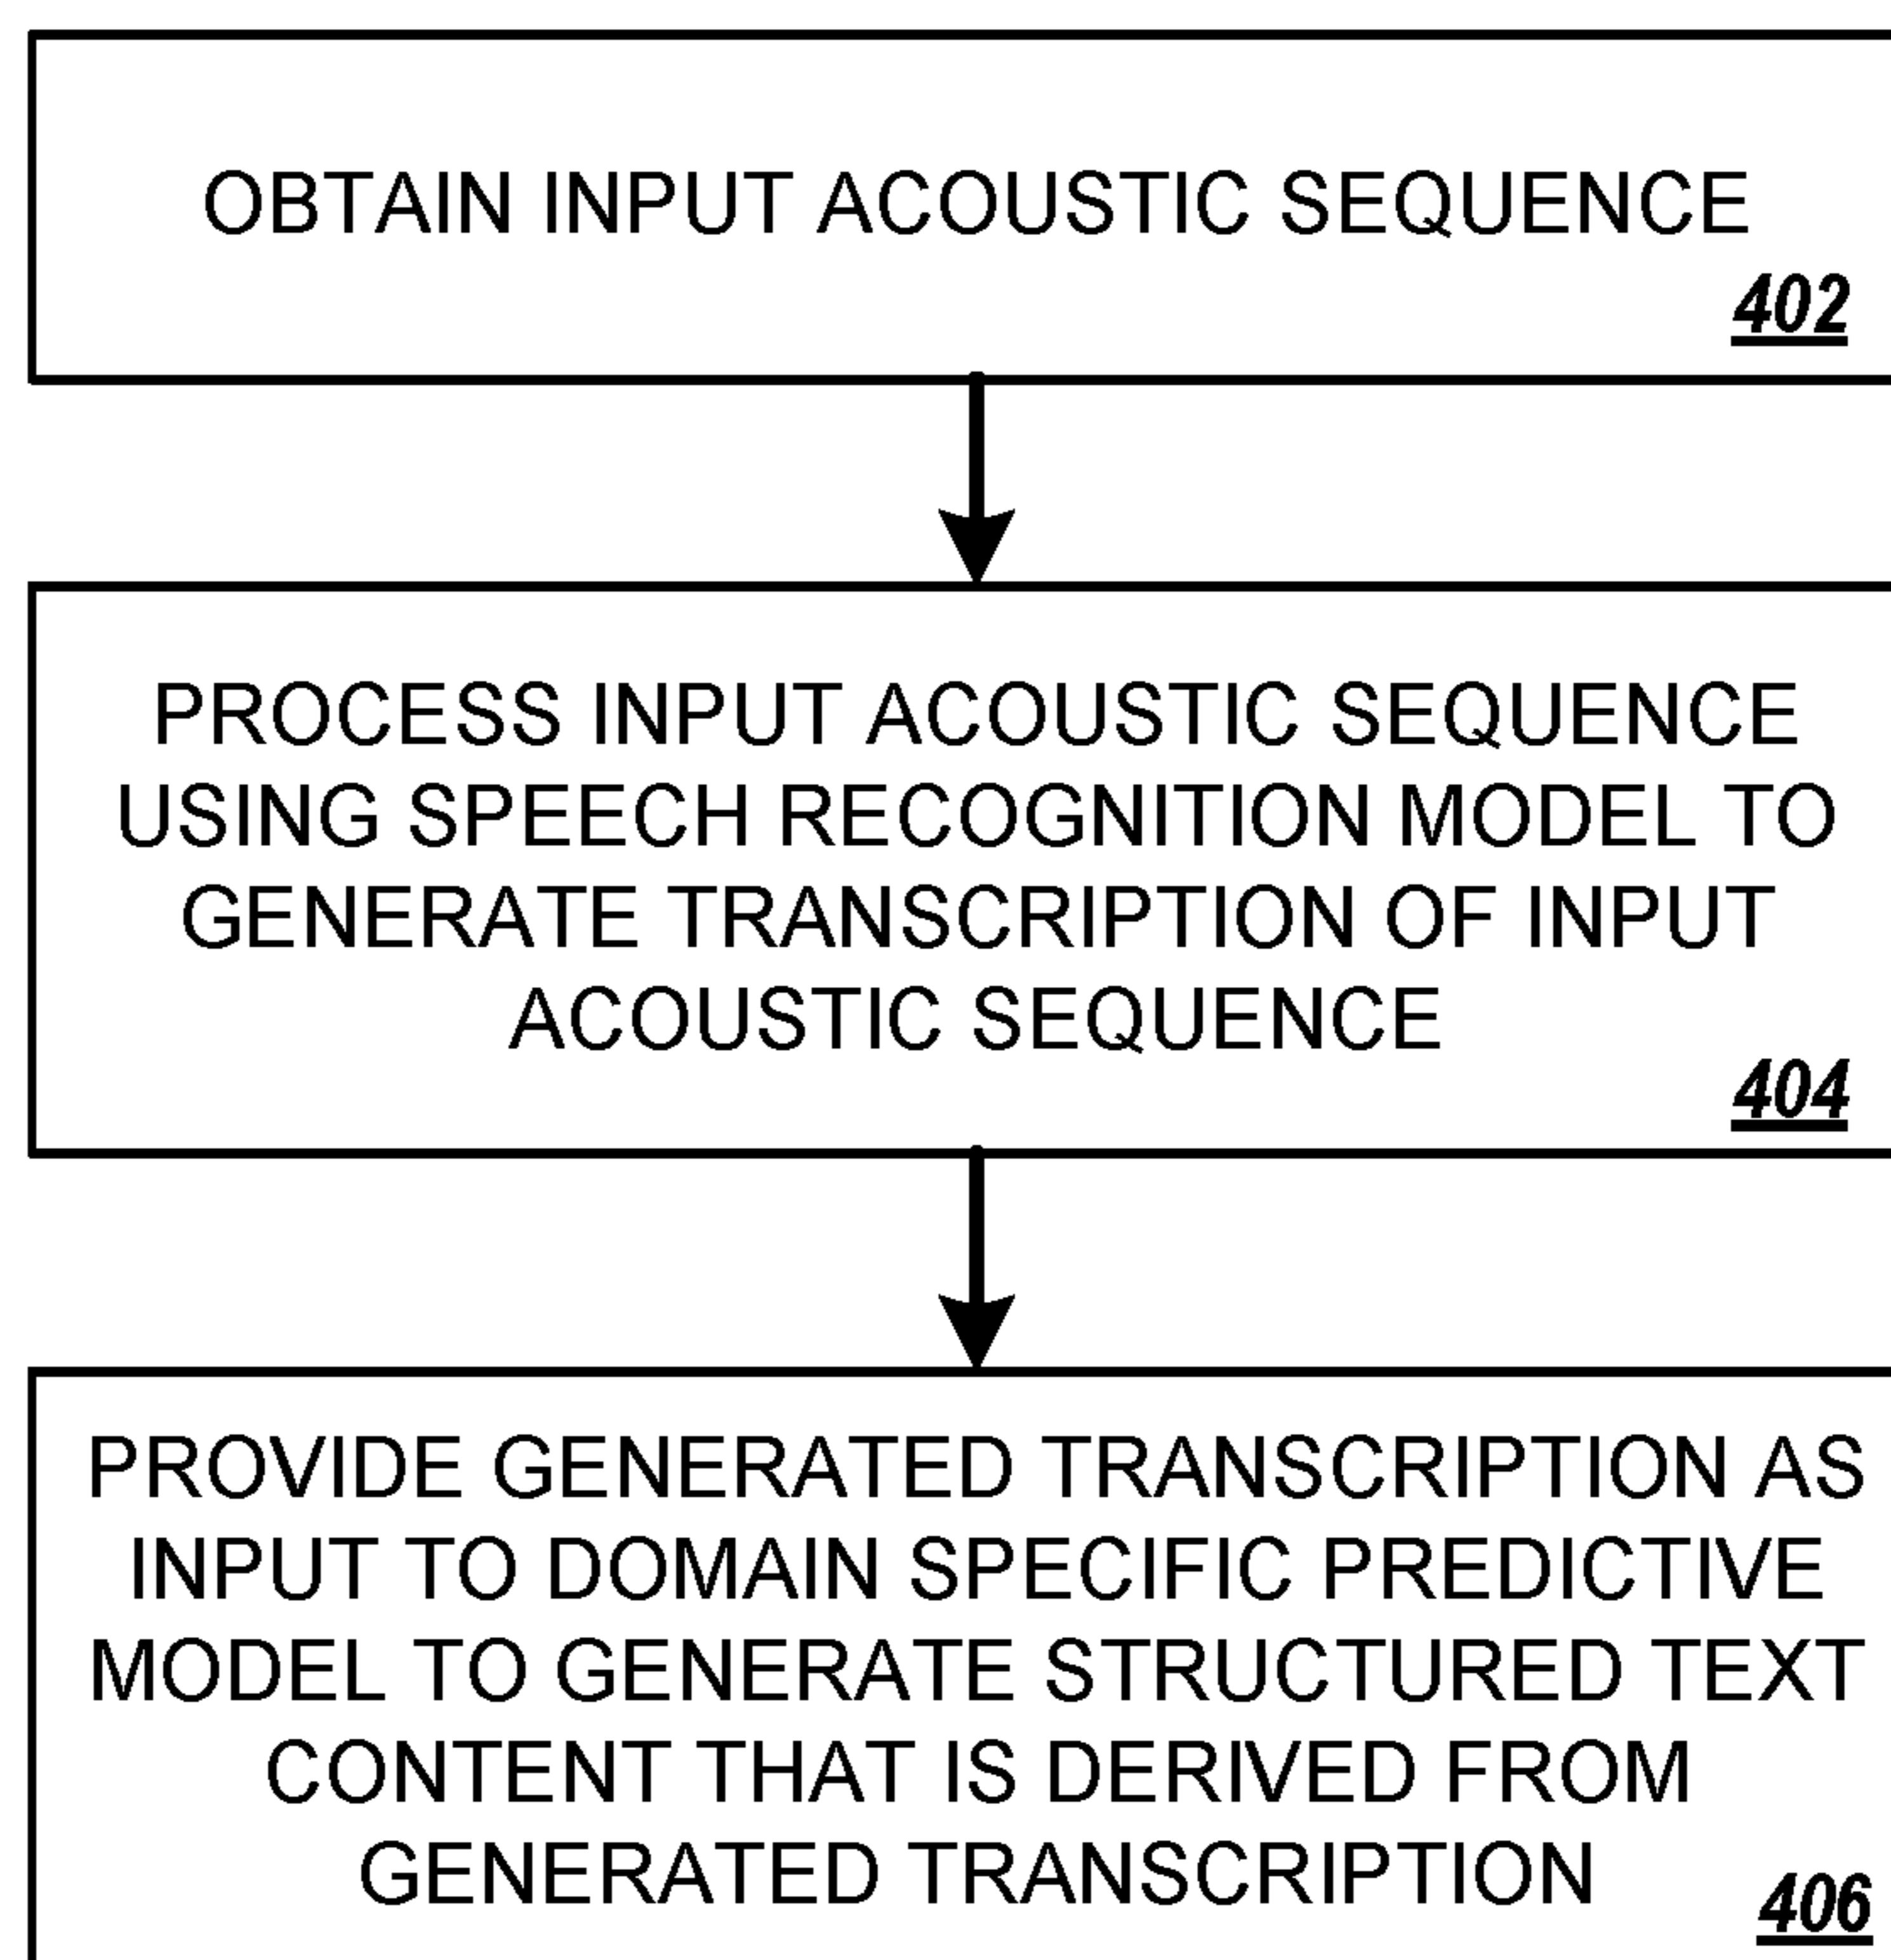 OBTAIN INPUT ACOUSTIC SEQUENCE
402
PROCESS INPUT ACOUSTIC SEQUENCE
USING SPEECH RECOGNITION MODEL TO
GENERATE TRANSCRIPTION OF INPUT
ACOUSTIC SEQUENCE
404
PROVIDE GENERATED TRANSCRIPTION AS
INPUT TO DOMAIN SPECIFIC PREDICTIVE
MODEL TO GENERATE STRUCTURED TEXT
CONTENT THAT IS DERIVED FROM
GENERATED TRANSCRIPTION
406